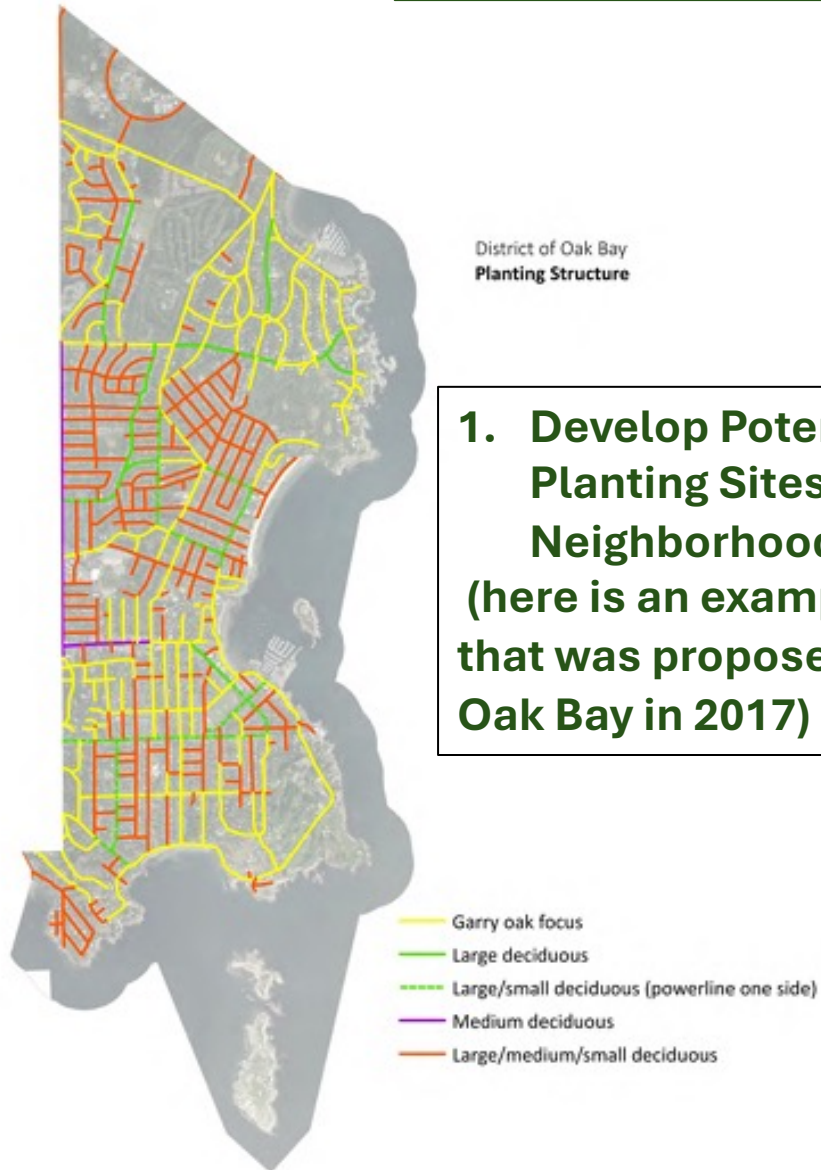 District of Oak Bay
Planting Structure
1. Develop Poten
Planting Sites
Neighborhood
(here is an examp
that was propose
Oak Bay in 2017)
Garry oak focus
Large deciduous
Large/small deciduous (powerline one side)
Medium deciduous
Large/medium/small deciduous